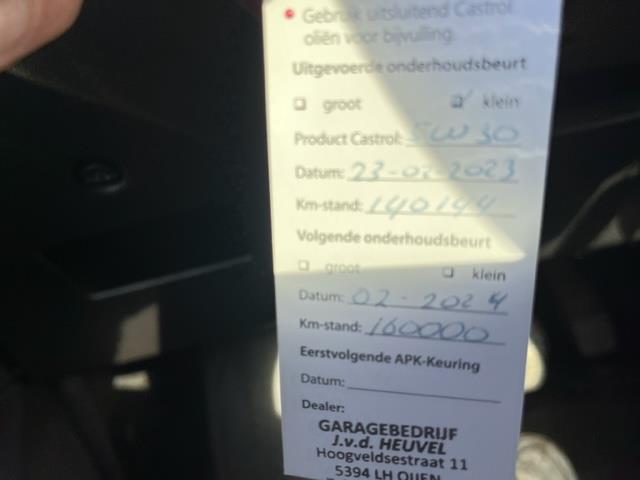 Gebruik uitsluitend Castrol
oliën voor bijvulling.
Uitgevoerde onderhoudsbeurt
groot klein
Product Castrol: 5W30
Datum: 23-02-2023
Km-stand: 140144
Volgende onderhoudsbeurt
groot klein
Datum: 02-2024
Km-stand: 160000
Eerstvolgende APK-Keuring
Datum:
Dealer:
GARAGEBEDRIJF
J.v.d. HEUVEL
Hoogveldsestraat 11
5394 LH OIJEN